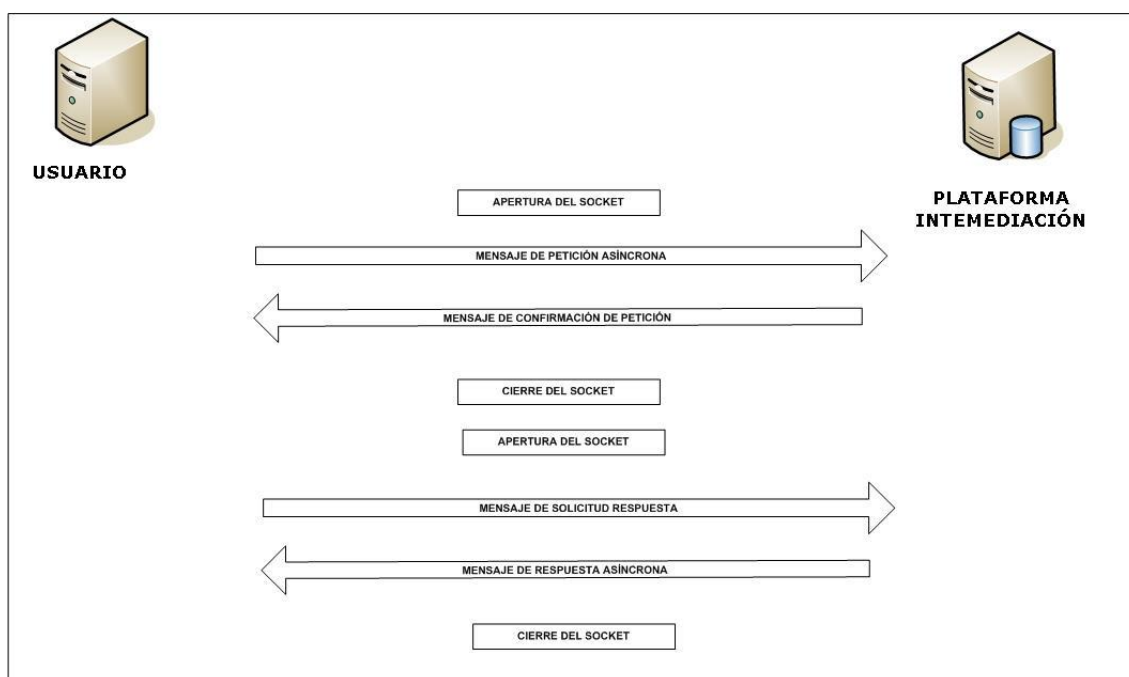 USUARIO
PLATAFORMA
INTEMEDIACIÓN
APERTURA DEL SOCKET
MENSAJE DE PETICIÓN ASÍNCRONA
MENSAJE DE CONFIRMACIÓN DE PETICIÓN
CIERRE DEL SOCKET
APERTURA DEL SOCKET
MENSAJE DE SOLICITUD RESPUESTA
MENSAJE DE RESPUESTA ASÍNCRONA
CIERRE DEL SOCKET